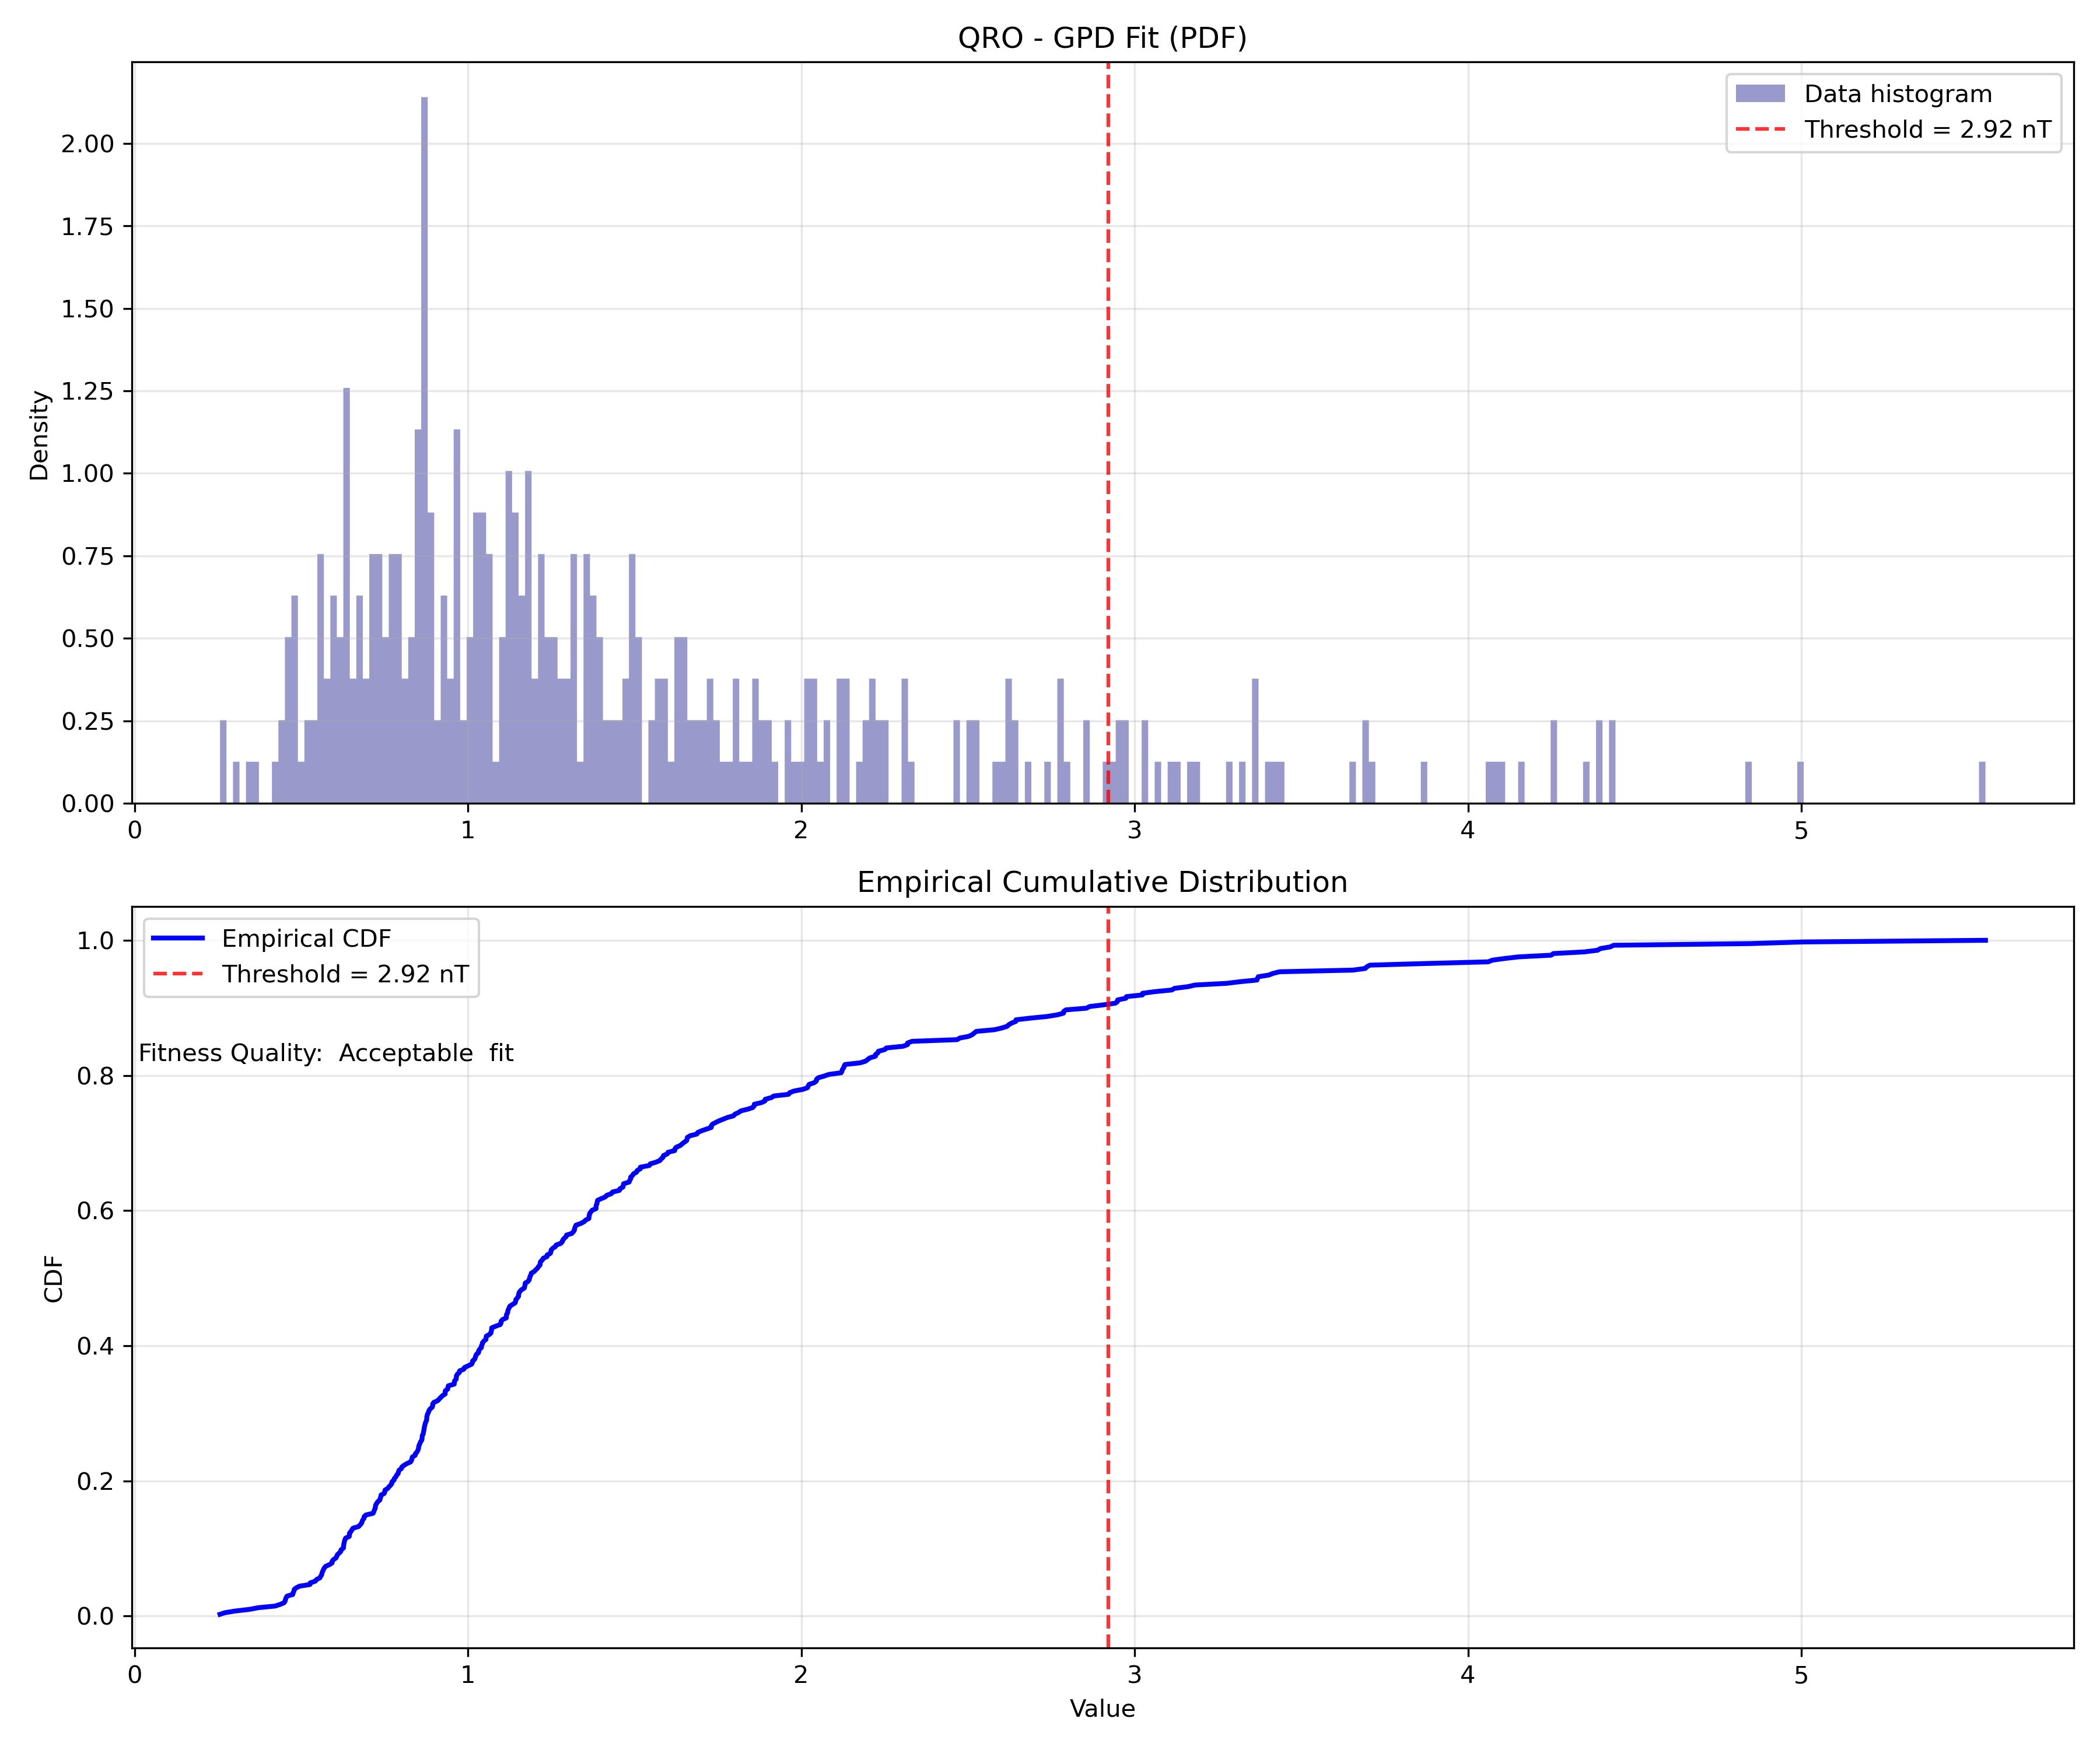 QRO - GPD Fit (PDF)
Data histogram
Threshold = 2.92 nT
Density
2.00
1.75
1.50
1.25
1.00
0.75
0.50
0.25
0.00
0 1 2 3 4 5
Empirical Cumulative Distribution
Empirical CDF
Threshold = 2.92 nT
Fitness Quality:  Acceptable  fit
CDF
1.0
0.8
0.6
0.4
0.2
0.0
0 1 2 3 4 5
Value